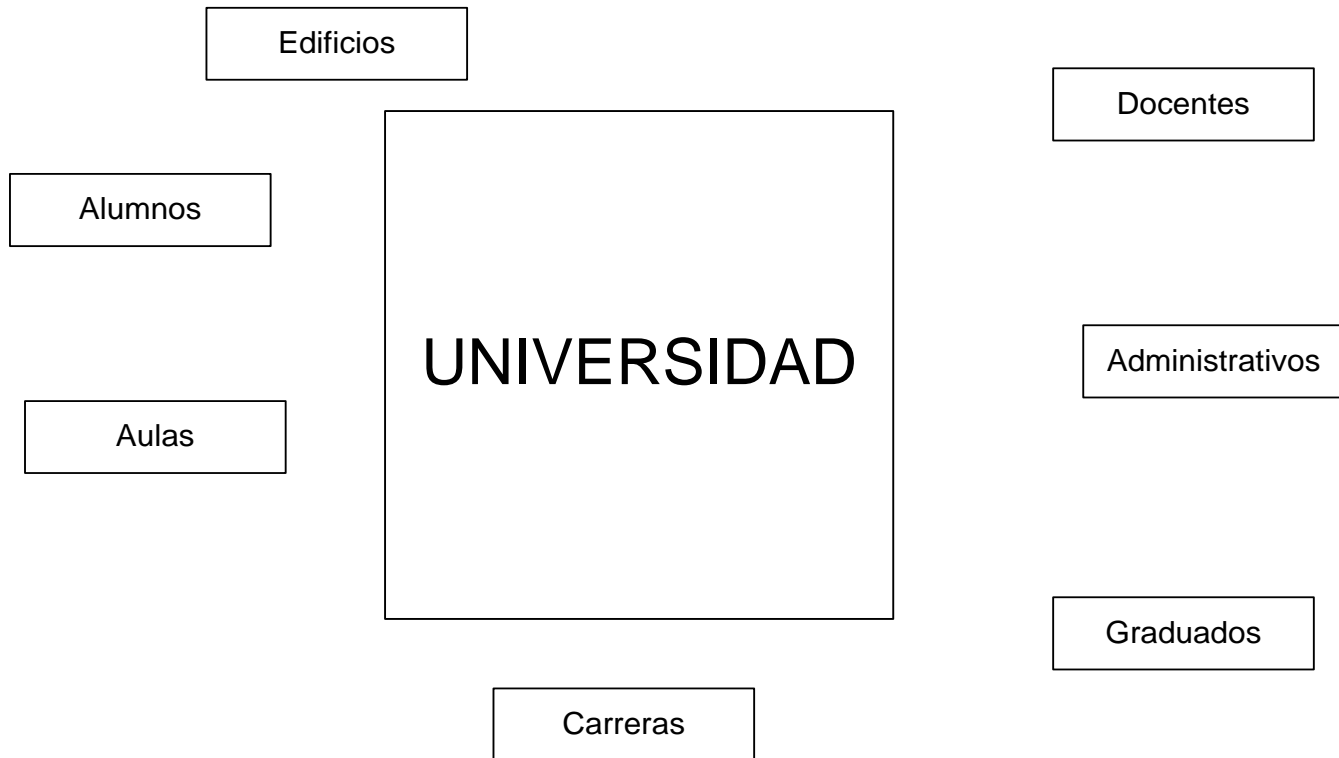 Edificios
Docentes
Alumnos
UNIVERSIDAD
Administrativos
Aulas
Graduados
Carreras